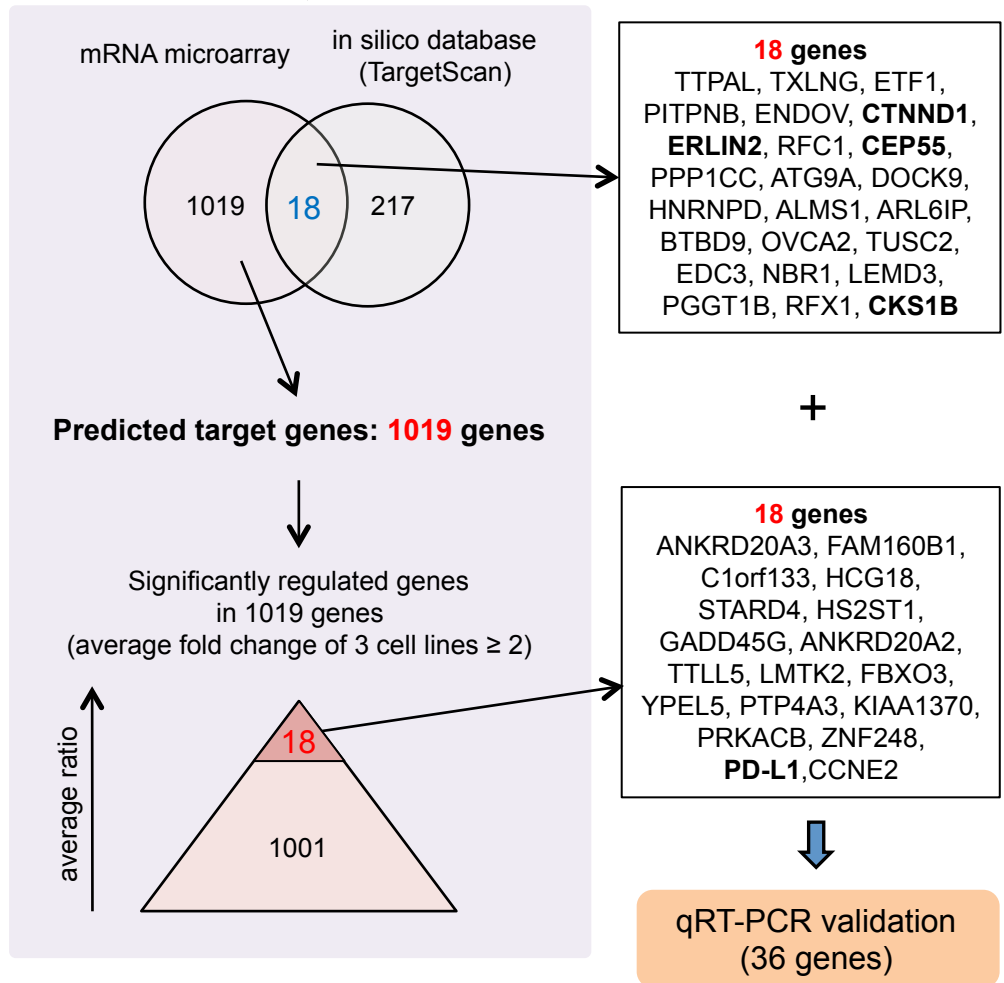 mRNA microarray
in silico database
(TargetScan)
1019
18
217
18 genes
TTPAL, TXLNG, ETF1,
PITPNB, ENDOV, CTNND1,
ERLIN2, RFC1, CEP55,
PPP1CC, ATG9A, DOCK9,
HNRNPD, ALMS1, ARL6IP,
BTBD9, OVCA2, TUSC2,
EDC3, NBR1, LEMD3,
PGGT1B, RFX1, CKS1B
+
Predicted target genes: 1019 genes
Significantly regulated genes
in 1019 genes
(average fold change of 3 cell lines ≥ 2)
average ratio
18
1001
18 genes
ANKRD20A3, FAM160B1,
C1orf133, HCG18,
STARD4, HS2ST1,
GADD45G, ANKRD20A2,
TTLL5, LMTK2, FBXO3,
YPEL5, PTP4A3, KIAA1370,
PRKACB, ZNF248,
PD-L1,CCNE2
qRT-PCR validation
(36 genes)